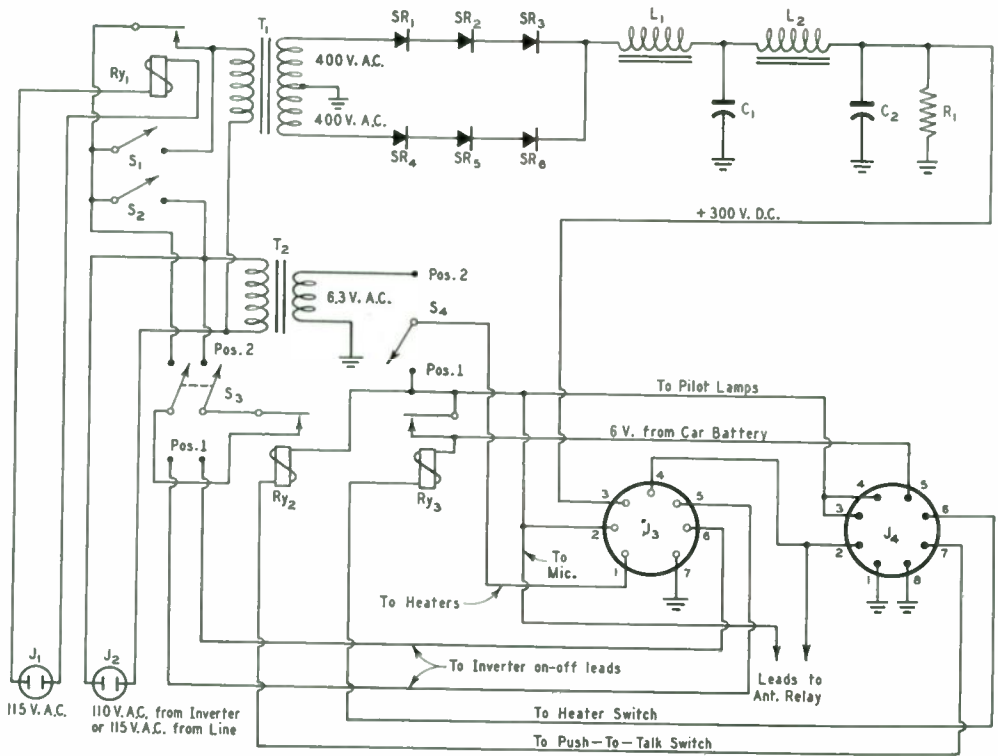 T1
SR1 SR2 SR3
L1 L2
Ry1
400 V. A.C.
400 V. A.C.
C1 C2 R1
S1
SR4 SR5 SR6
S2
+ 300 V. D.C.
T2
Pos. 2
6.3 V. A.C.
S4
Pos. 2
Pos. 1
S3
To Pilot Lamps
6 V. from Car Battery
Pos. 1
Ry2
Ry3
4
3 5
J3
2 6
1 7
4 5
3 6
J4
2 7
1 8
To
Mic.
To Heaters
J1
115 V. A.C.
J2
110 V. A.C. from Inverter
or 115 V. A.C. from Line
To Inverter on-off leads
Leads to
Ant. Relay
To Heater Switch
To Push-To-Talk Switch